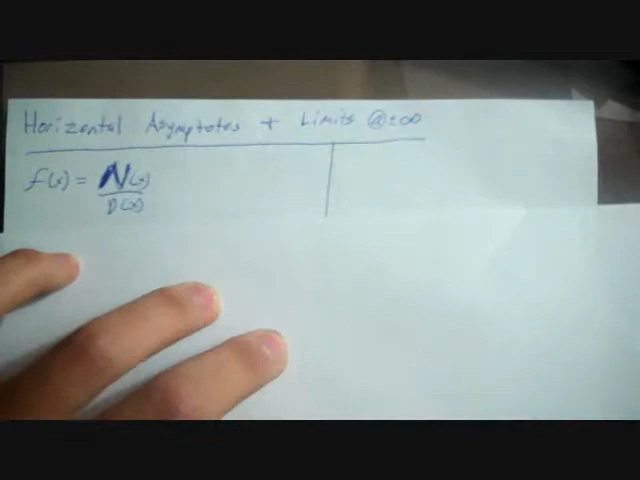 Horizontal Asymptotes + Limits @ ±∞
f(x) = N(x)
D(x)